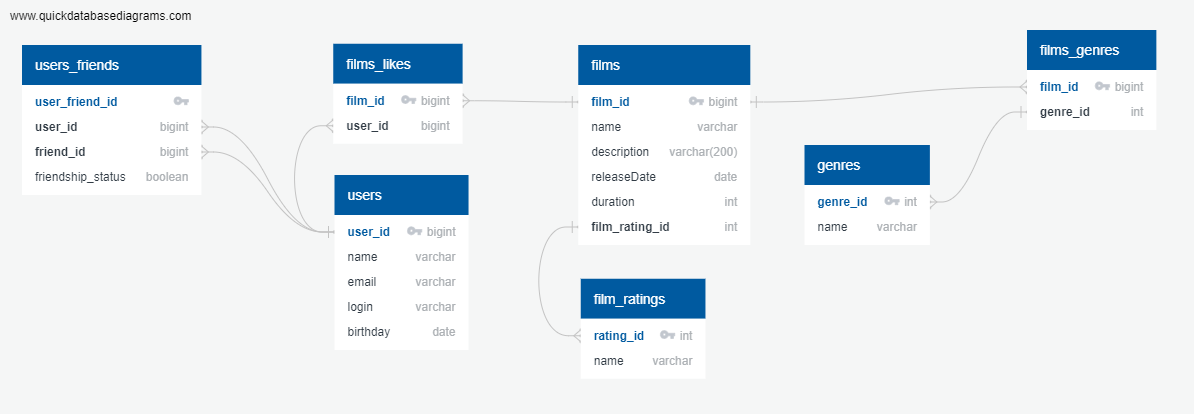 www.quickdatabasediagrams.com
users_friends
user_friend_id
user_id bigint
friend_id bigint
friendship_status boolean
films_likes
film_id bigint
user_id bigint
users
user_id bigint
name varchar
email varchar
login varchar
birthday date
films
film_id bigint
name varchar
description varchar(200)
releaseDate date
duration int
film_rating_id int
film_ratings
rating_id int
name varchar
genres
genre_id int
name varchar
films_genres
film_id bigint
genre_id int